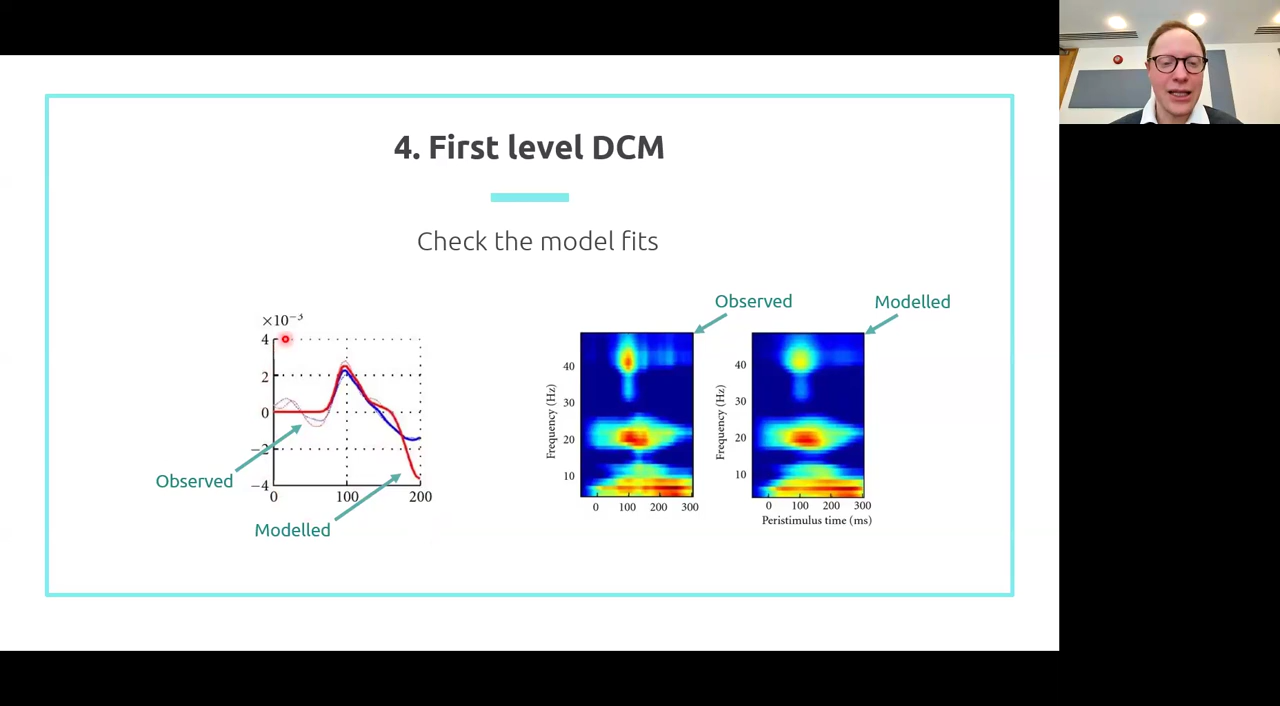 4. First level DCM
Check the model fits
×10⁻³
4
2
0
−2
−4
0 100 200
Observed
Modelled
Observed
Modelled
Frequency (Hz)
40
30
20
10
0 100 200 300
Frequency (Hz)
40
30
20
10
0 100 200 300
Peristimulus time (ms)